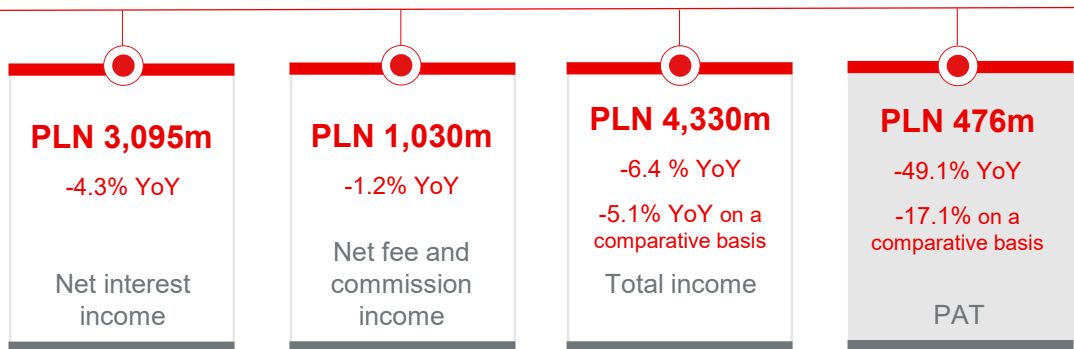 PLN 3,095m
-4.3% YoY
Net interest
income
PLN 1,030m
-1.2% YoY
Net fee and
commission
income
PLN 4,330m
-6.4 % YoY
-5.1% YoY on a
comparative basis
Total income
PLN 476m
-49.1% YoY
-17.1% on a
comparative basis
PAT